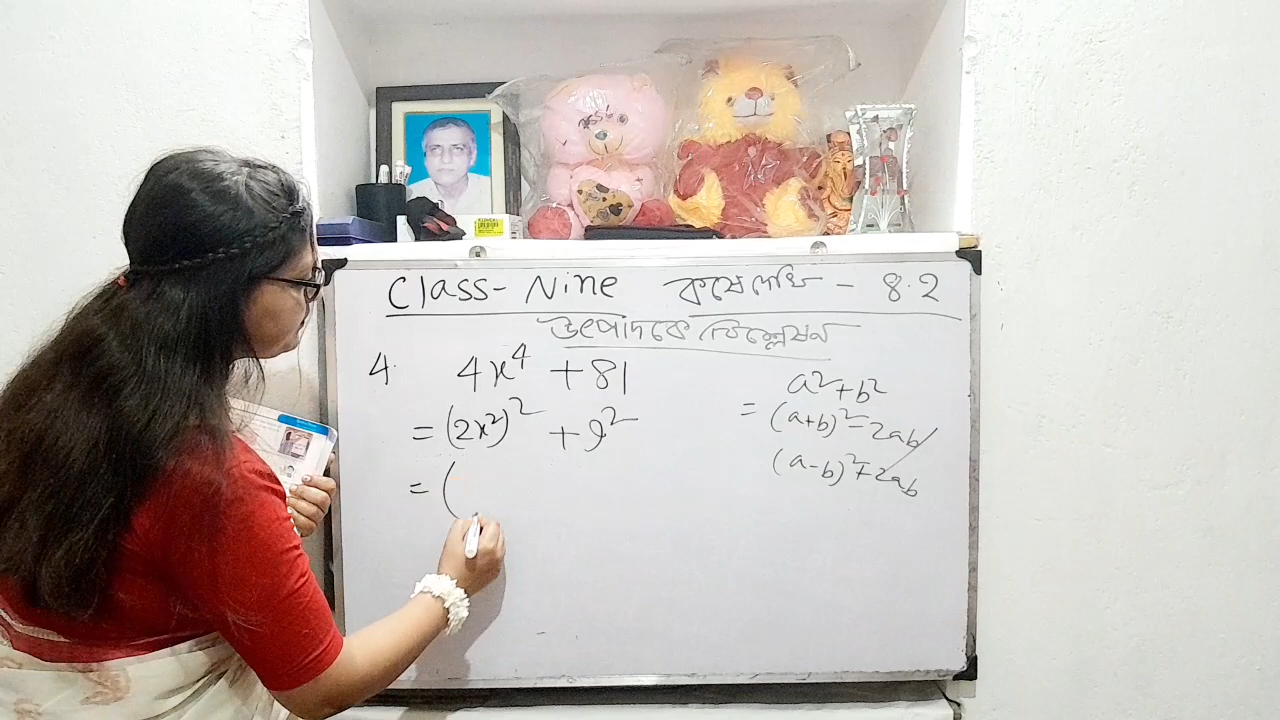 Class- Nine কষে দেখি - 8.2
উৎপাদকে বিশ্লেষন
4. 4x⁴ + 81
= (2x²)² + 9²
= (
a²+b²
= (a+b)²-2ab/
(a-b)²+2ab